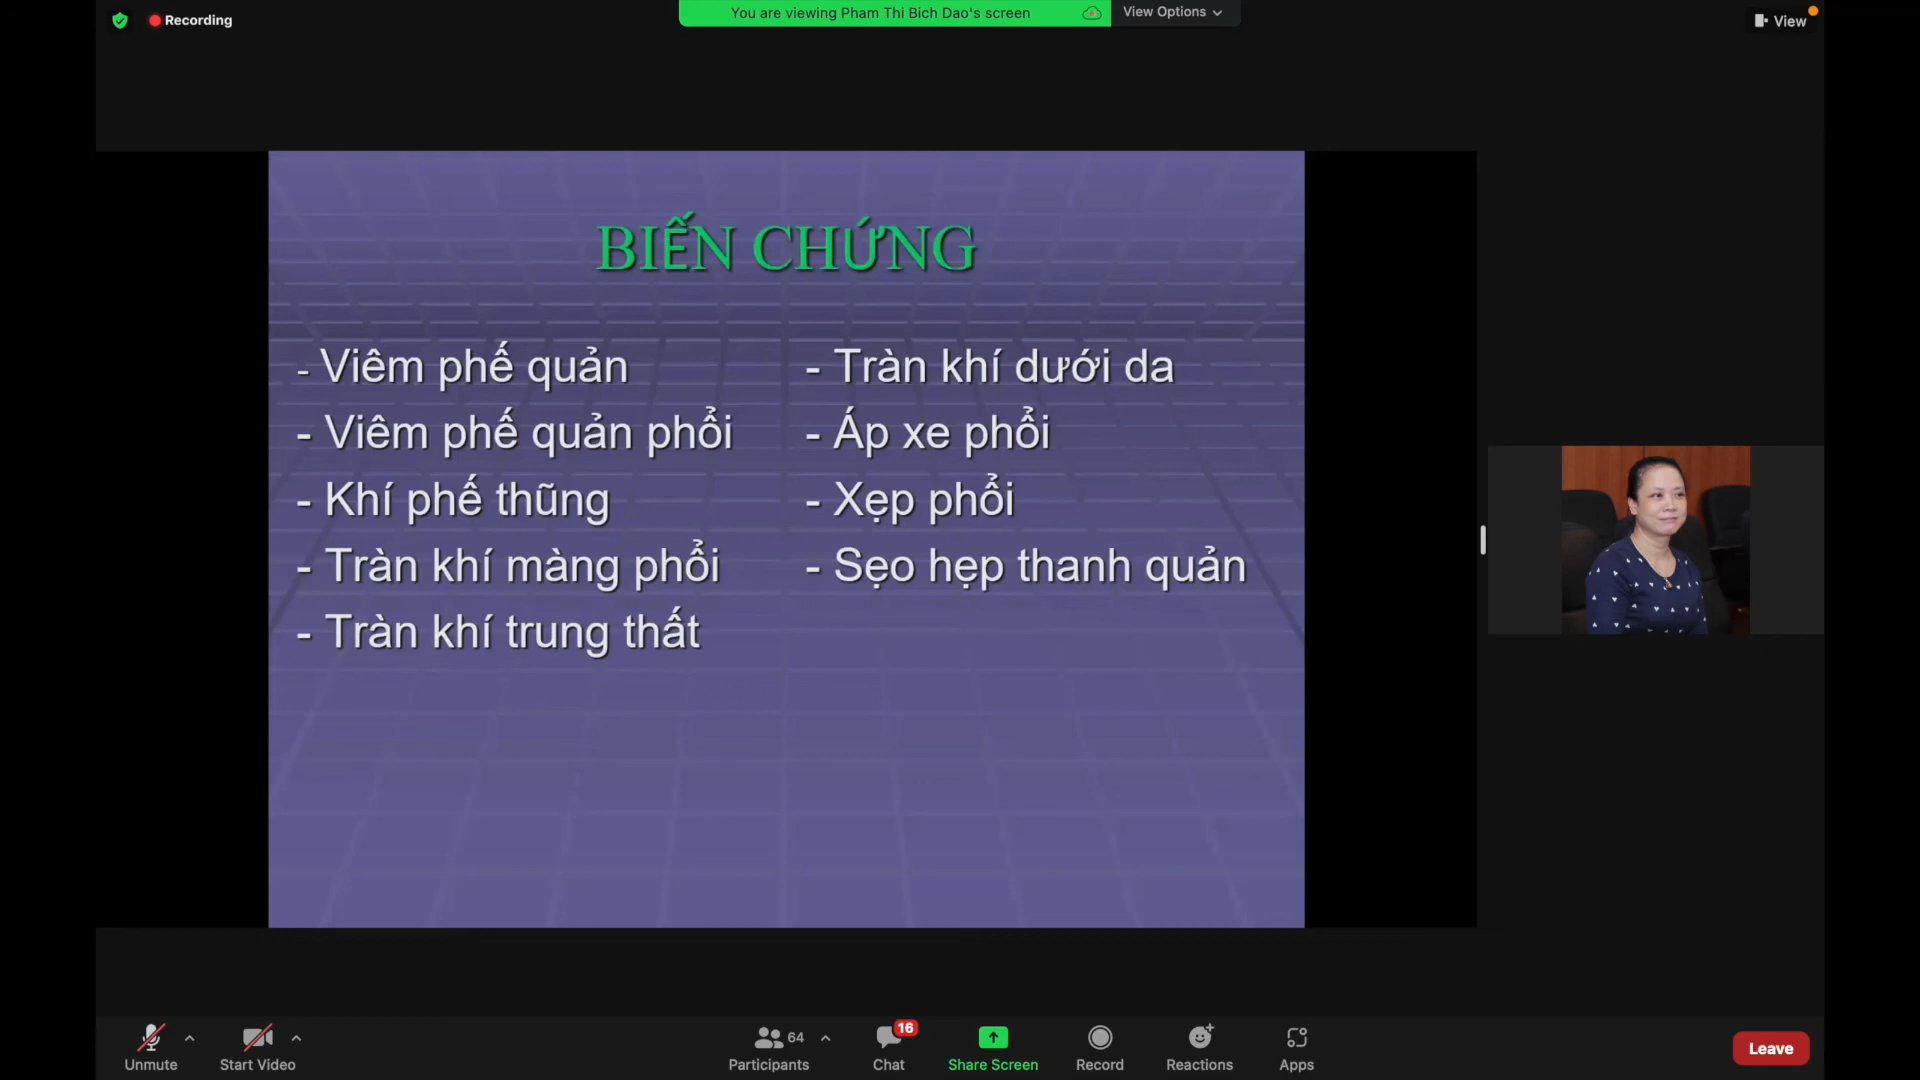 Recording
You are viewing Pham Thi Bich Dao's screen
View Options
View
BIẾN CHỨNG
- Viêm phế quản
- Viêm phế quản phổi
- Khí phế thũng
- Tràn khí màng phổi
- Tràn khí trung thất
- Tràn khí dưới da
- Áp xe phổi
- Xẹp phổi
- Sẹo hẹp thanh quản
Unmute
Start Video
64
Participants
16
Chat
Share Screen
Record
Reactions
Apps
Leave